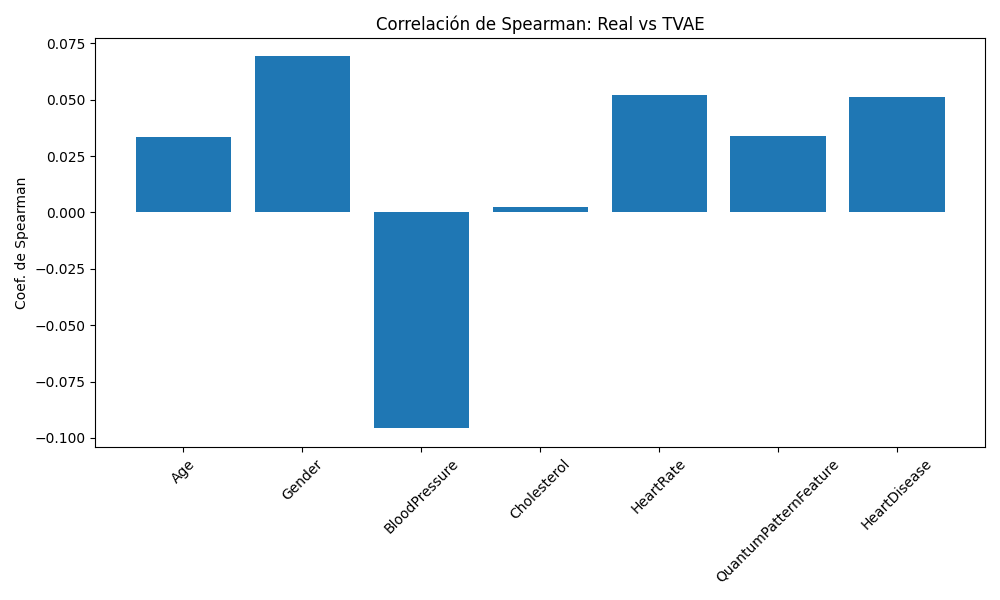 Correlación de Spearman: Real vs TVAE
Coef. de Spearman
0.075
0.050
0.025
0.000
−0.025
−0.050
−0.075
−0.100
Age
Gender
BloodPressure
Cholesterol
HeartRate
QuantumPatternFeature
HeartDisease